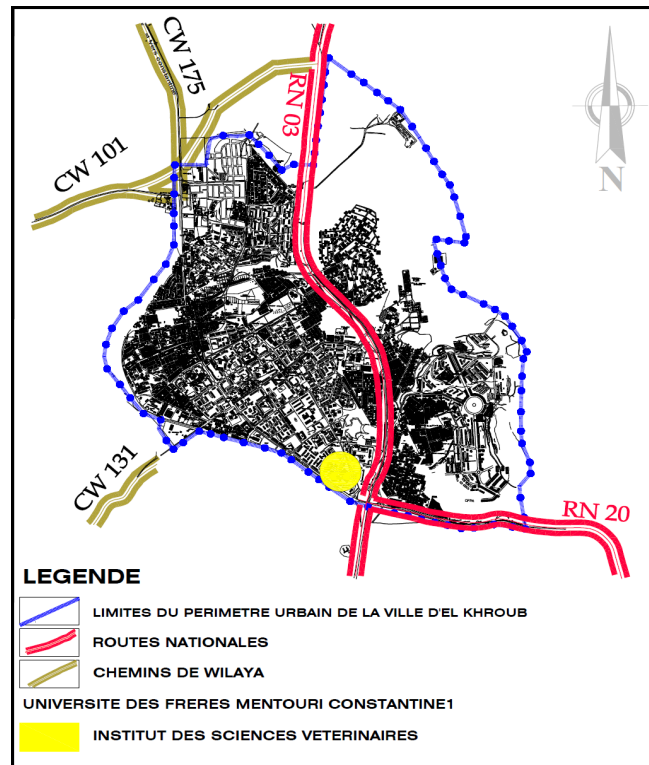 CW 175
RN 03
CW 101
N
CW 131
RN 20
LEGENDE
LIMITES DU PERIMETRE URBAIN DE LA VILLE D'EL KHROUB
ROUTES NATIONALES
CHEMINS DE WILAYA
UNIVERSITE DES FRERES MENTOURI CONSTANTINE1
INSTITUT DES SCIENCES VETERINAIRES